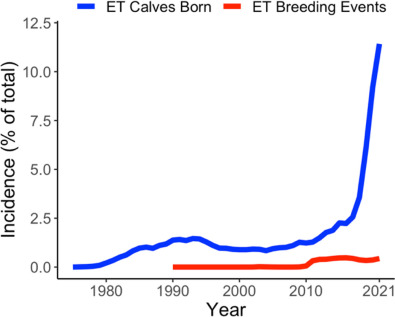 ET Calves Born ET Breeding Events
12.5
10.0
7.5
5.0
2.5
0.0
Incidence (% of total)
1980 1990 2000 2010 2021
Year